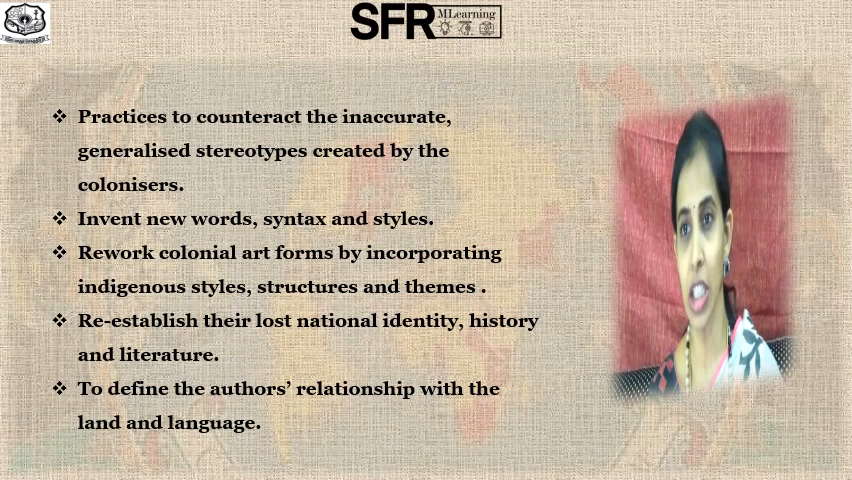 SFR
MLearning
❖ Practices to counteract the inaccurate,
generalised stereotypes created by the
colonisers.
❖ Invent new words, syntax and styles.
❖ Rework colonial art forms by incorporating
indigenous styles, structures and themes .
❖ Re-establish their lost national identity, history
and literature.
❖ To define the authors’ relationship with the
land and language.